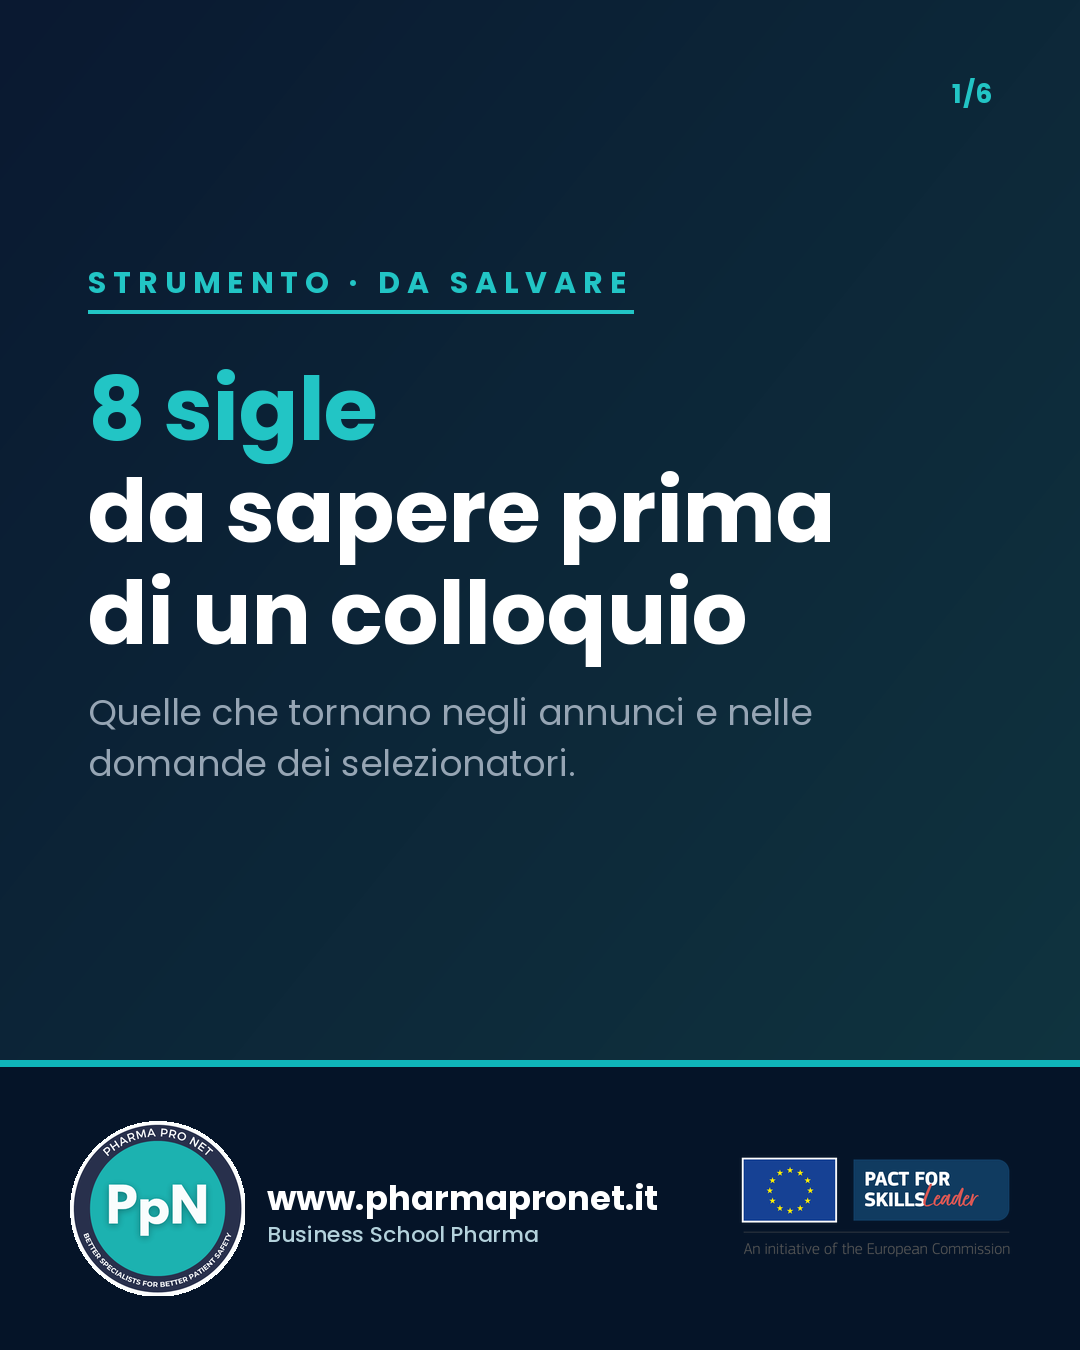 1/6
STRUMENTO · DA SALVARE
8 sigle
da sapere prima
di un colloquio
Quelle che tornano negli annunci e nelle
domande dei selezionatori.
PHARMA PRO NET
PpN
BETTER SPECIALISTS FOR BETTER PATIENT SAFETY
www.pharmapronet.it
Business School Pharma
PACT FOR
SKILLS Leader
An initiative of the European Commission